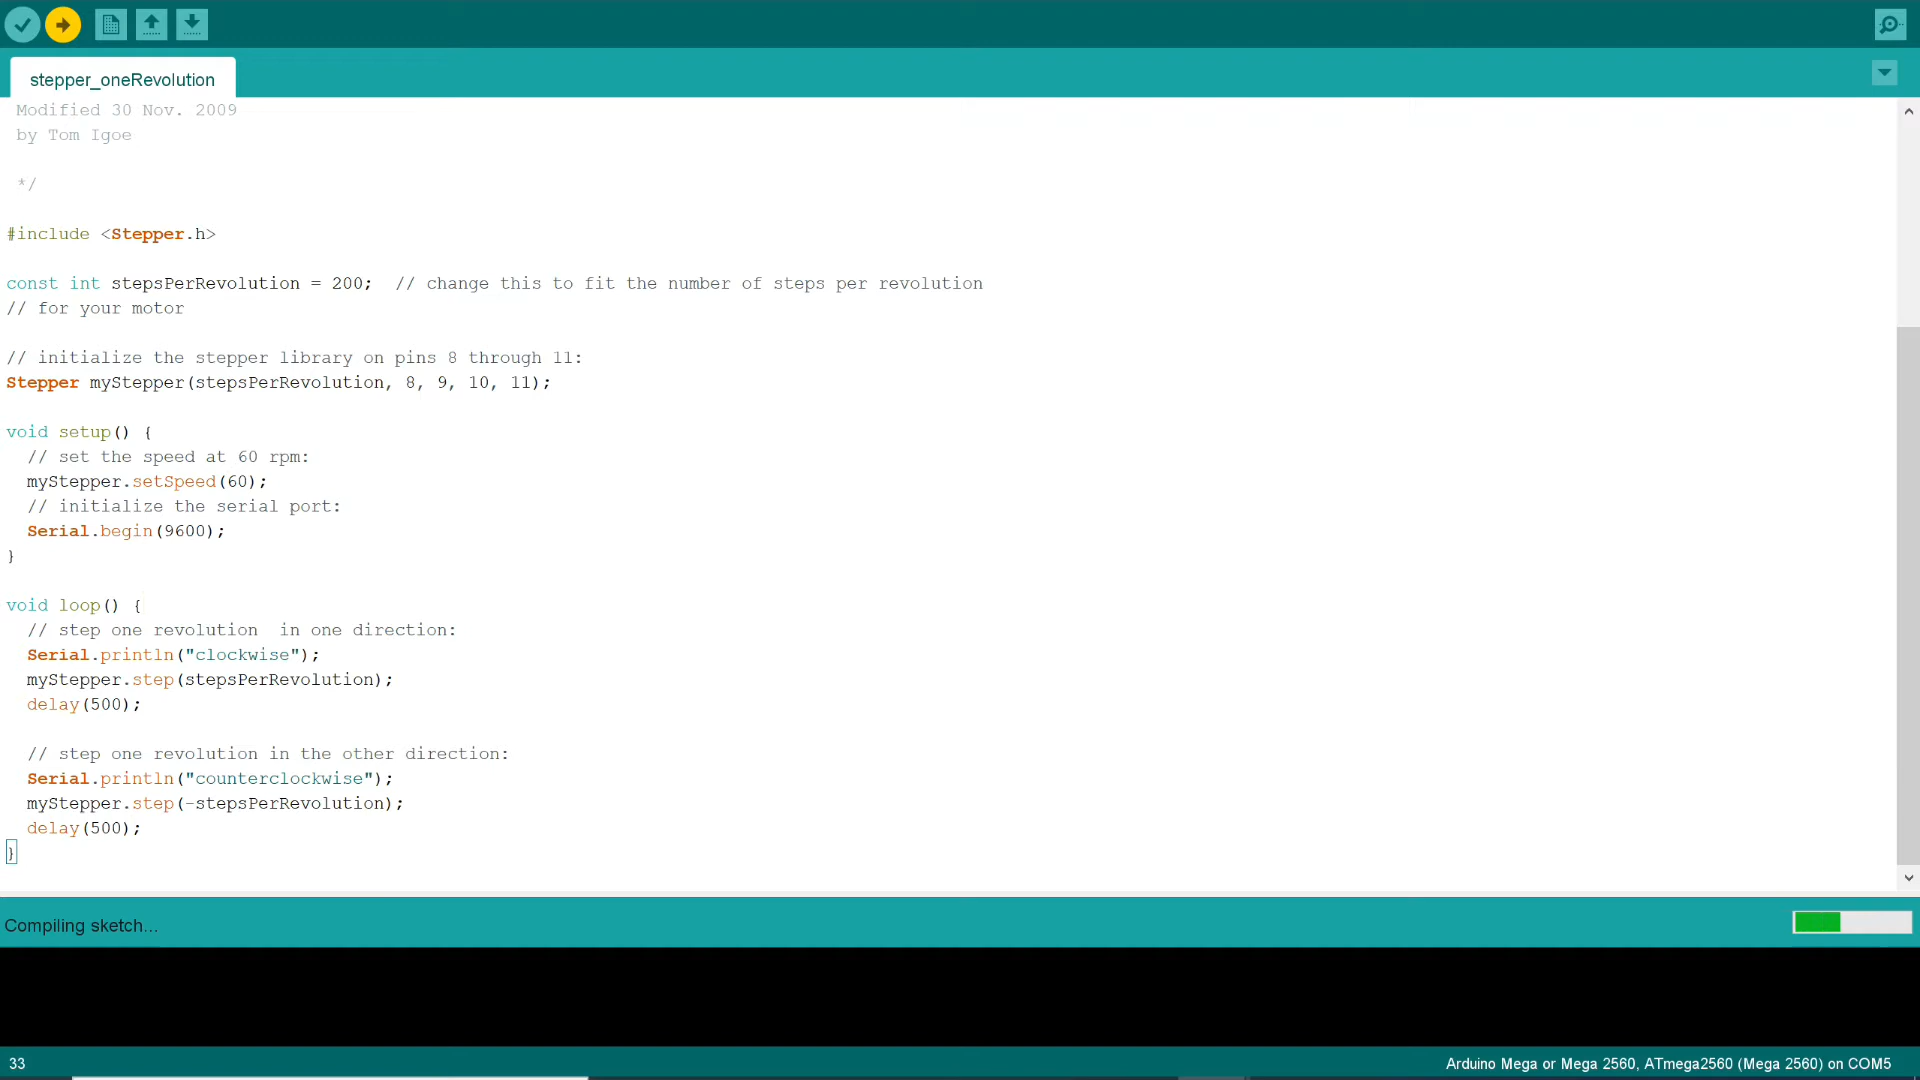 stepper_oneRevolution
Modified 30 Nov. 2009
by Tom Igoe
*/
#include <Stepper.h>
const int stepsPerRevolution = 200;  // change this to fit the number of steps per revolution
// for your motor
// initialize the stepper library on pins 8 through 11:
Stepper myStepper(stepsPerRevolution, 8, 9, 10, 11);
void setup() {
  // set the speed at 60 rpm:
  myStepper.setSpeed(60);
  // initialize the serial port:
  Serial.begin(9600);
}
void loop() {
  // step one revolution  in one direction:
  Serial.println("clockwise");
  myStepper.step(stepsPerRevolution);
  delay(500);
  // step one revolution in the other direction:
  Serial.println("counterclockwise");
  myStepper.step(-stepsPerRevolution);
  delay(500);
}
Compiling sketch...
33
Arduino Mega or Mega 2560, ATmega2560 (Mega 2560) on COM5